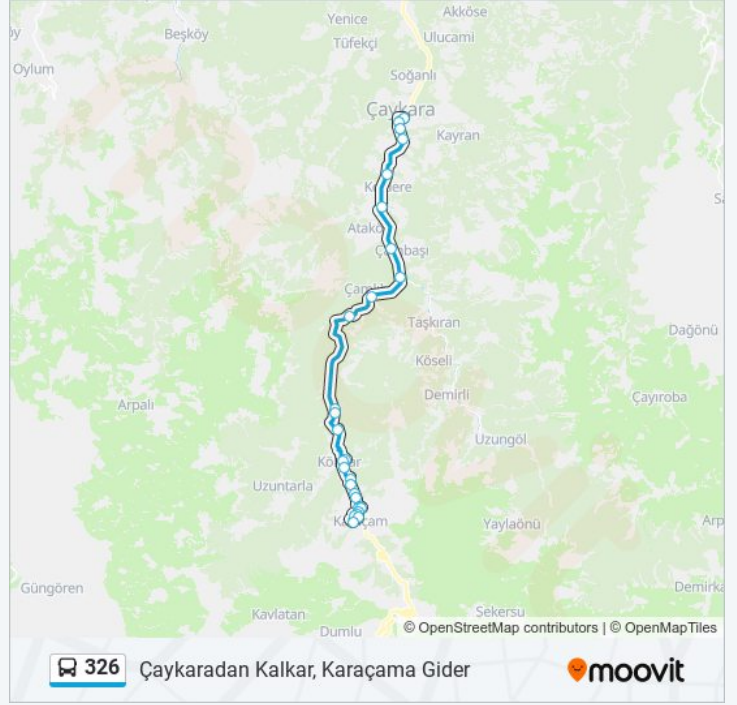 Yenice
Akköse
Beşköy
Tüfekçi
Ulucami
Oylum
Soğanlı
Çaykara
Kayran
Taşkıran
Dağönü
Köseli
Demirli
Çayıroba
Arpalı
Uzungöl
Uzuntarla
Yaylaönü
Güngören
Kavlatan
Sekersu
Dumlu
© OpenStreetMap contributors | © OpenMapTiles
326 Çaykaradan Kalkar, Karaçama Gider
moovit